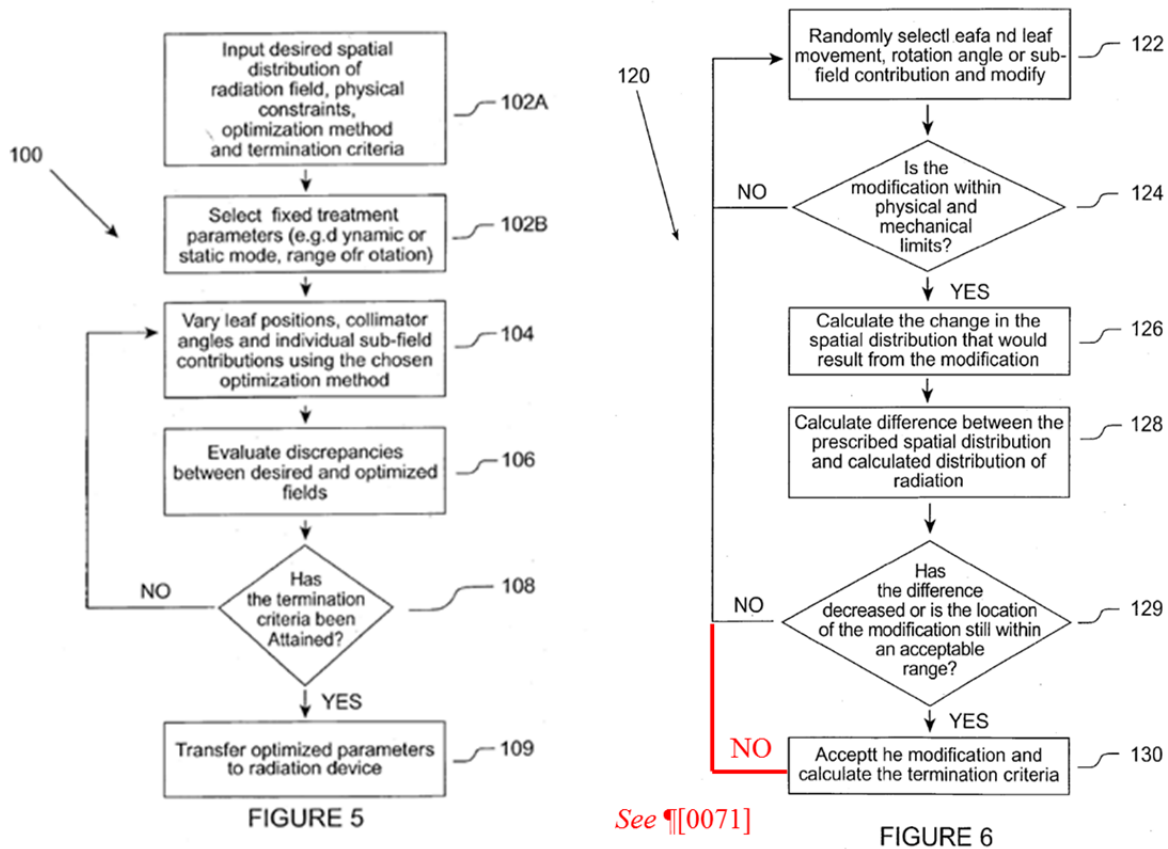 Input desired spatial
distribution of
radiation field, physical
constraints,
optimization method
and termination criteria
102A
100
Select fixed treatment
parameters (e.g.d ynamic or
static mode, range ofr otation)
102B
Vary leaf positions, collimator
angles and individual sub-field
contributions using the chosen
optimization method
104
Evaluate discrepancies
between desired and optimized
fields
106
NO
Has
the termination
criteria been
Attained?
108
YES
Transfer optimized parameters
to radiation device
109
FIGURE 5
Randomly selectl eafa nd leaf
movement, rotation angle or sub-
field contribution and modify
122
120
NO
Is the
modification within
physical and
mechanical
limits?
124
YES
Calculate the change in the
spatial distribution that would
result from the modification
126
Calculate difference between the
prescribed spatial distribution
and calculated distribution of
radiation
128
NO
Has
the difference
decreased or is the location
of the modification still within
an acceptable
range?
129
YES
NO
Acceptt he modification and
calculate the termination criteria
130
See ¶[0071]
FIGURE 6